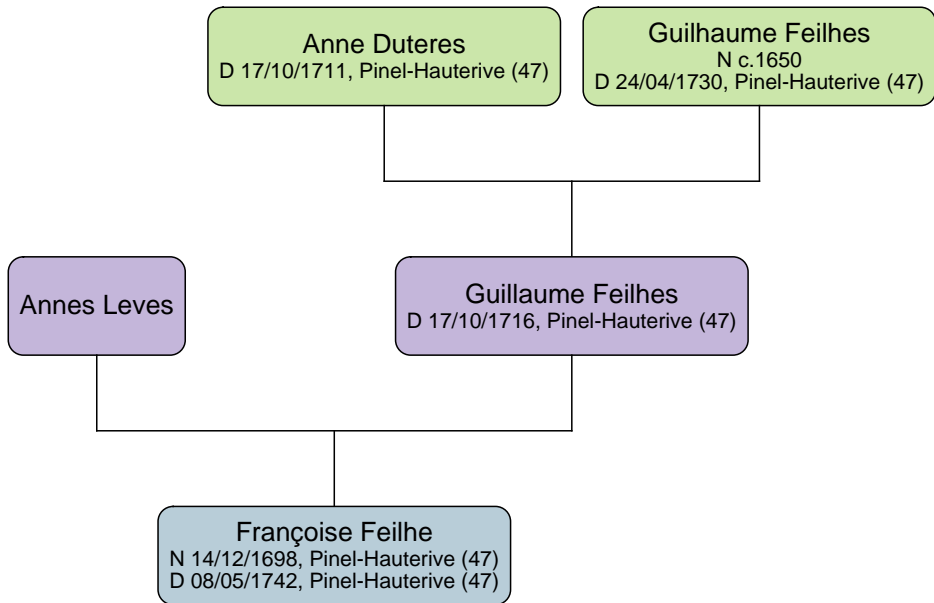 Anne Duteres
D 17/10/1711, Pinel-Hauterive (47)
Guilhaume Feilhes
N c.1650
D 24/04/1730, Pinel-Hauterive (47)
Annes Leves
Guillaume Feilhes
D 17/10/1716, Pinel-Hauterive (47)
Françoise Feilhe
N 14/12/1698, Pinel-Hauterive (47)
D 08/05/1742, Pinel-Hauterive (47)